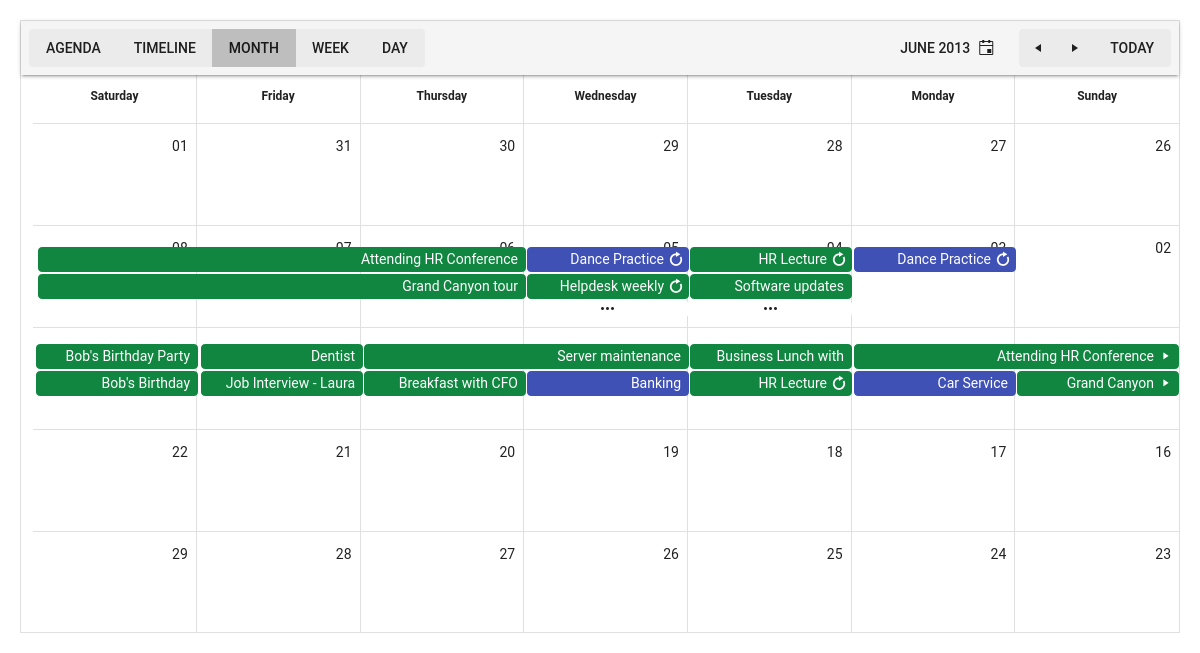 AGENDA TIMELINE MONTH WEEK DAY JUNE 2013 TODAY
Saturday Friday Thursday Wednesday Tuesday Monday Sunday
01 31 30 29 28 27 26
08 07 06 05 04 03 02
Attending HR Conference Dance Practice HR Lecture Dance Practice
Grand Canyon tour Helpdesk weekly Software updates
•••  •••
Bob's Birthday Party Dentist Server maintenance Business Lunch with Attending HR Conference
Bob's Birthday Job Interview - Laura Breakfast with CFO Banking HR Lecture Car Service Grand Canyon
22 21 20 19 18 17 16
29 28 27 26 25 24 23